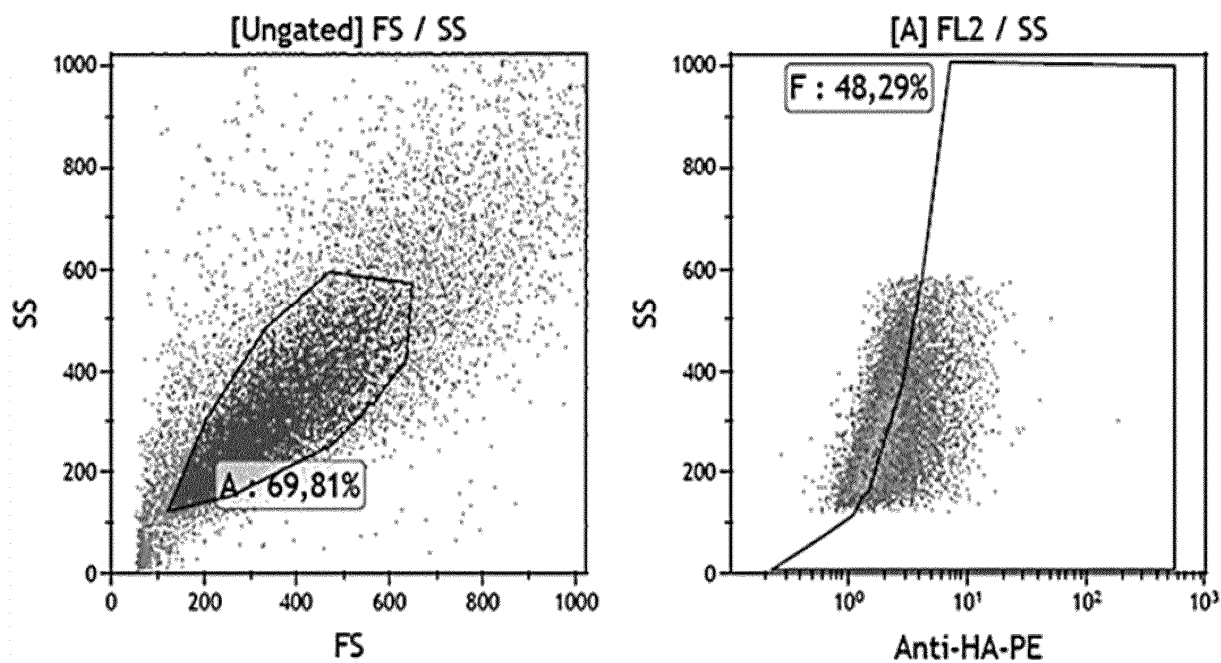 [Ungated] FS / SS
1000
800
600
400
200
0
SS
A : 69,81%
0 200 400 600 800 1000
FS
[A] FL2 / SS
1000
800
600
400
200
0
SS
F : 48,29%
10⁰ 10¹ 10² 10³
Anti-HA-PE